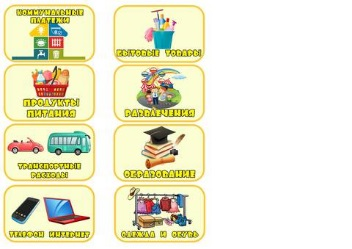 КОММУНАЛЬНЫЕ
ПЛАТЕЖИ
БЫТОВЫЕ ТОВАРЫ
ПРОДУКТЫ
ПИТАНИЯ
РАЗВЛЕЧЕНИЯ
ТРАНСПОРТНЫЕ
РАСХОДЫ
ОБРАЗОВАНИЕ
ТЕЛЕФОН ИНТЕРНЕТ
ОДЕЖДА И ОБУВЬ